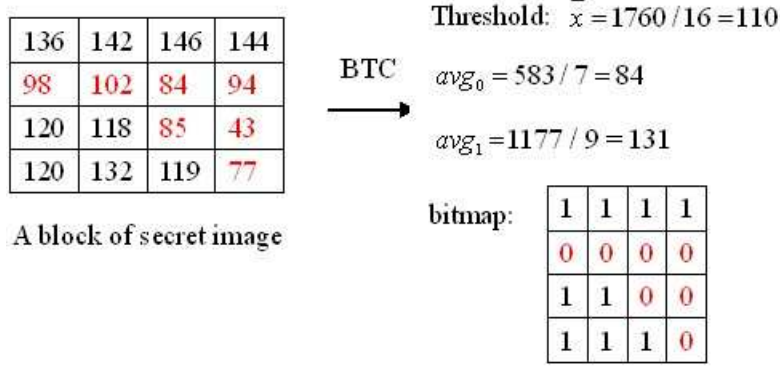 136 142 146 144
98 102 84 94
120 118 85 43
120 132 119 77
A block of secret image
BTC
Threshold: x̄ = 1760 / 16 = 110
avg₀ = 583 / 7 = 84
avg₁ = 1177 / 9 = 131
bitmap:
1 1 1 1
0 0 0 0
1 1 0 0
1 1 1 0